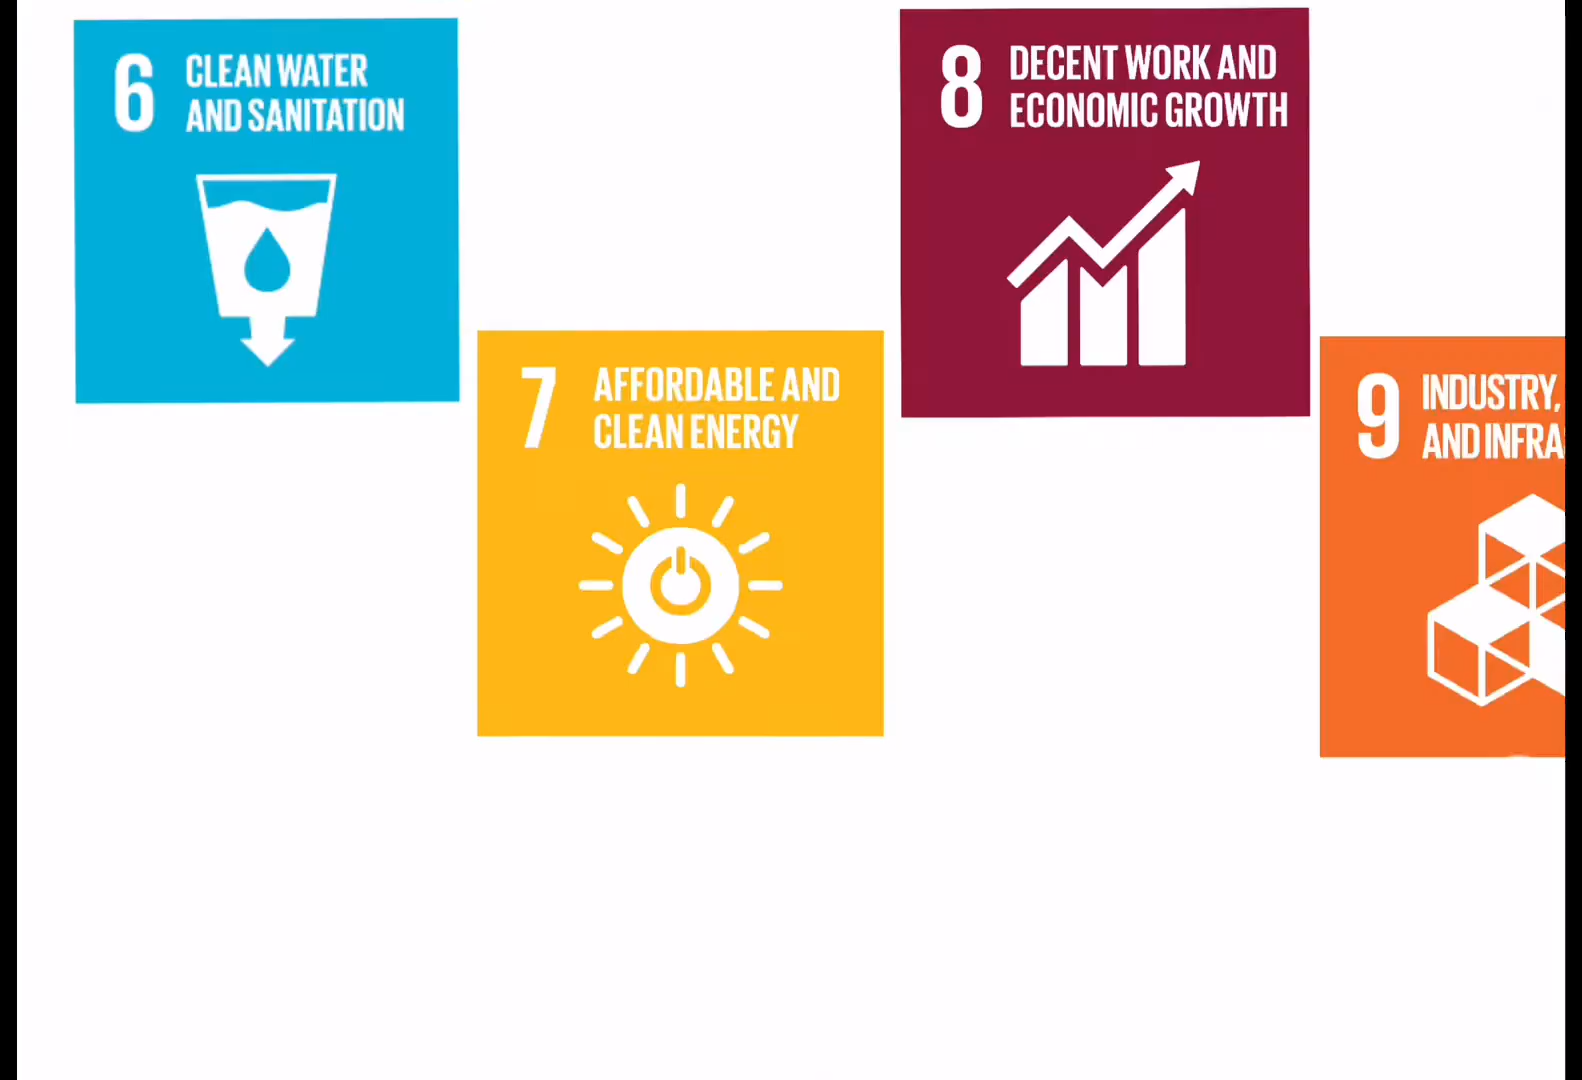 6
CLEAN WATER
AND SANITATION
7
AFFORDABLE AND
CLEAN ENERGY
8
DECENT WORK AND
ECONOMIC GROWTH
9
INDUSTRY,
AND INFRA